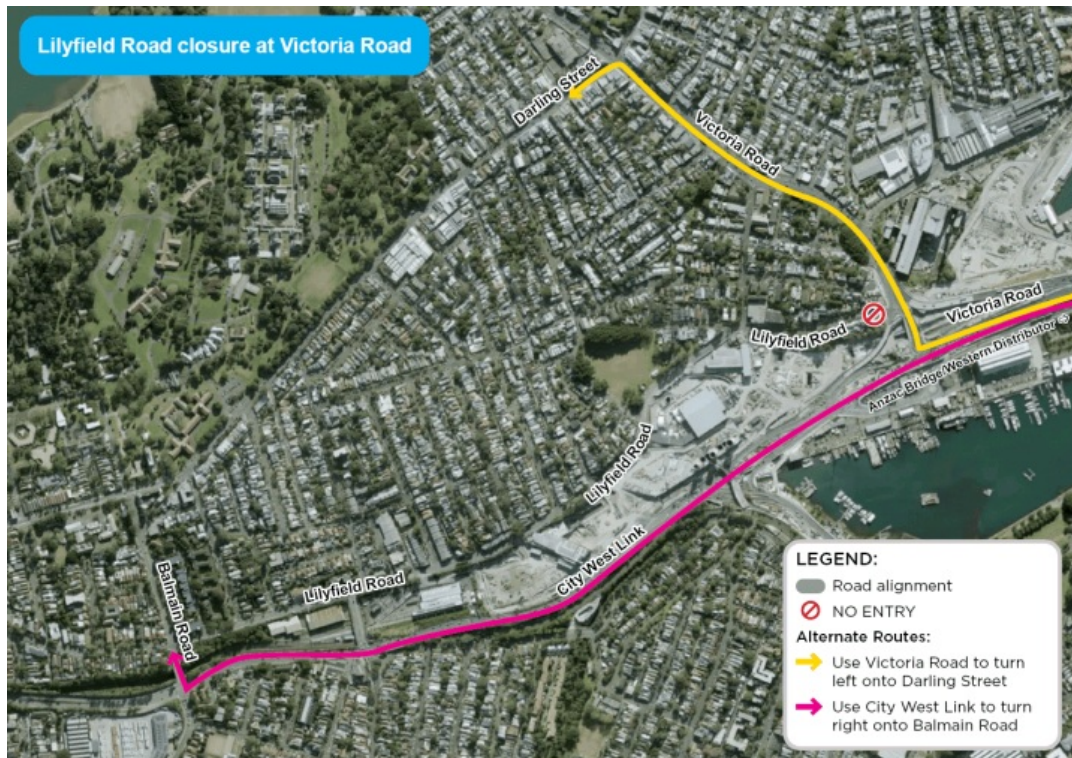 Lilyfield Road closure at Victoria Road
Darling Street
Victoria Road
Lilyfield Road
Victoria Road
Anzac Bridge/Western Distributor
Lilyfield Road
City West Link
Lilyfield Road
Balmain Road
LEGEND:
Road alignment
NO ENTRY
Alternate Routes:
Use Victoria Road to turn
left onto Darling Street
Use City West Link to turn
right onto Balmain Road